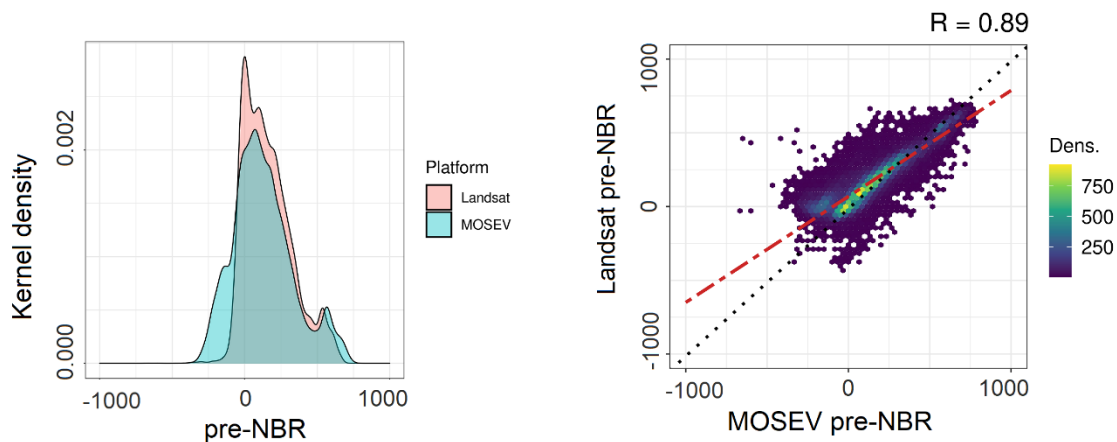 Kernel density
0.002
0.000
-1000
0
1000
pre-NBR
Platform
Landsat
MOSEV
R = 0.89
Landsat pre-NBR
1000
0
-1000
-1000
0
1000
MOSEV pre-NBR
Dens.
750
500
250